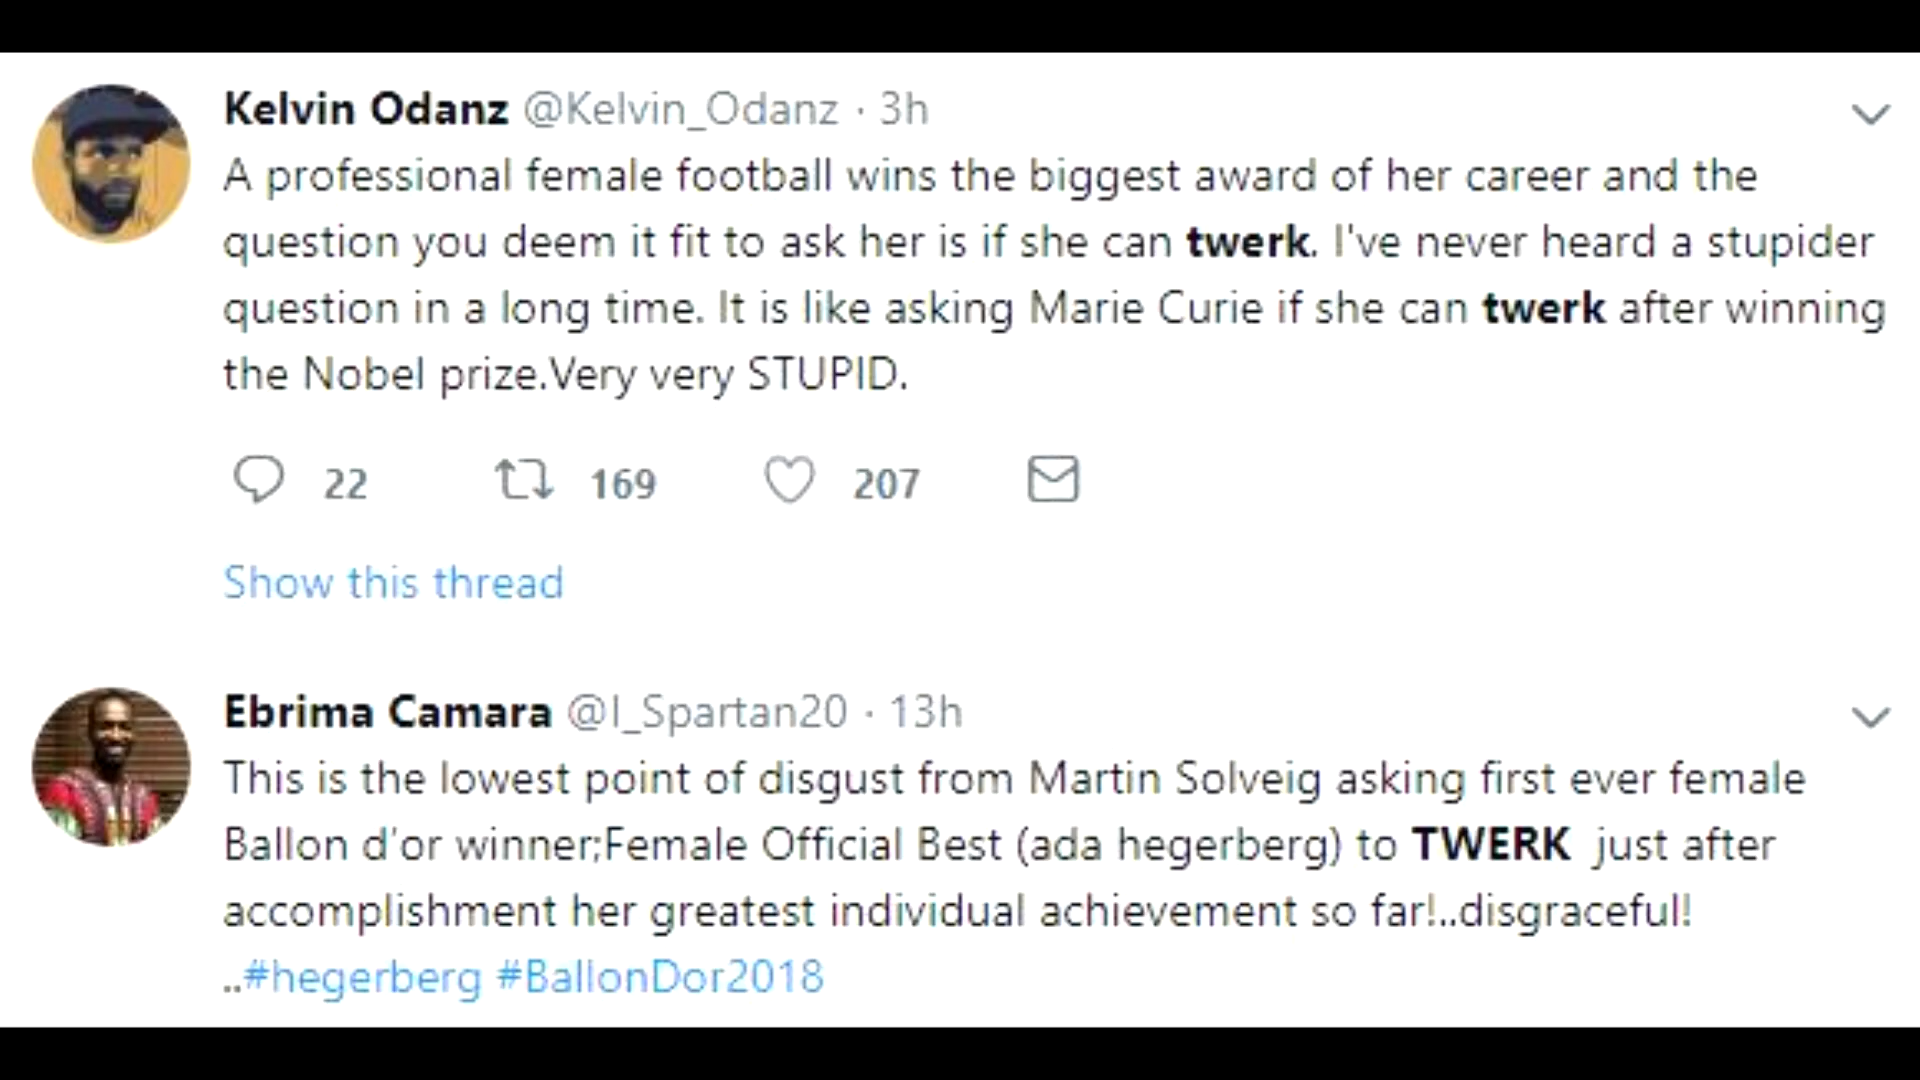 Kelvin Odanz @Kelvin_Odanz · 3h
A professional female football wins the biggest award of her career and the
question you deem it fit to ask her is if she can twerk. I've never heard a stupider
question in a long time. It is like asking Marie Curie if she can twerk after winning
the Nobel prize.Very very STUPID.
22 169 207
Show this thread
Ebrima Camara @I_Spartan20 · 13h
This is the lowest point of disgust from Martin Solveig asking first ever female
Ballon d'or winner;Female Official Best (ada hegerberg) to TWERK just after
accomplishment her greatest individual achievement so far!..disgraceful!
..#hegerberg #BallonDor2018